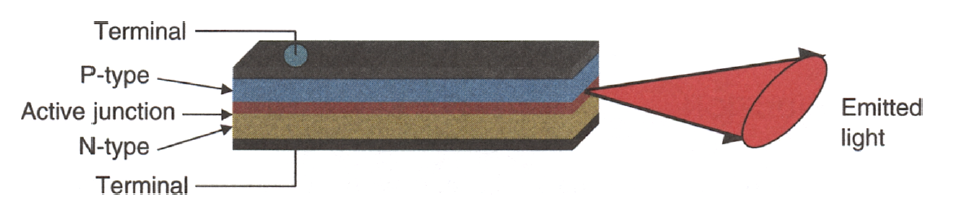 Terminal
P-type
Active junction
N-type
Terminal
Emitted
light